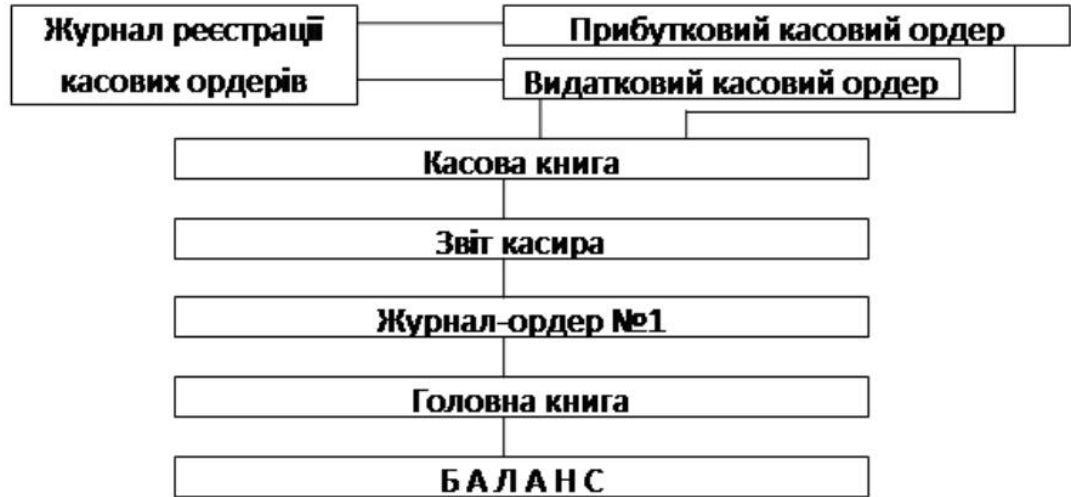 Журнал реєстрації
касових ордерів
Прибутковий касовий ордер
Видатковий касовий ордер
Касова книга
Звіт касира
Журнал-ордер №1
Головна книга
Б А Л А Н С